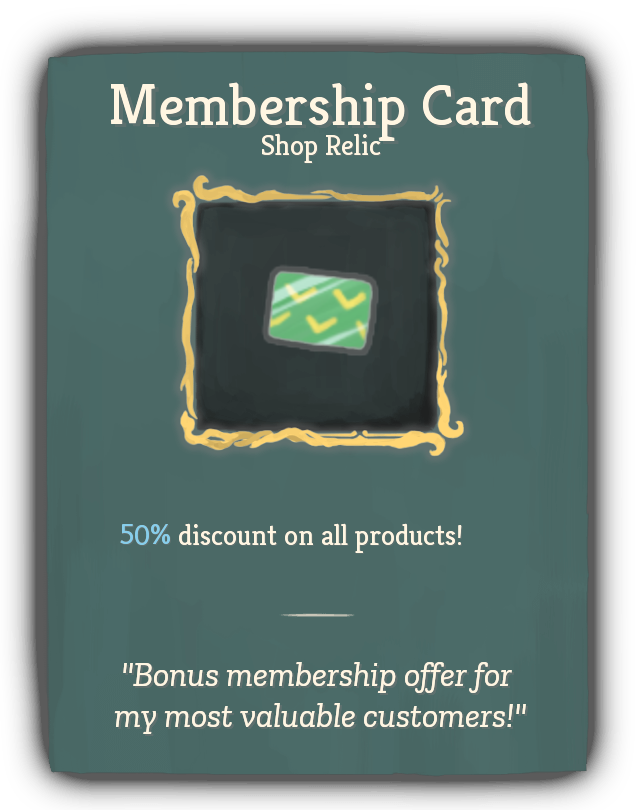 Membership Card
Shop Relic
50% discount on all products!
"Bonus membership offer for
my most valuable customers!"